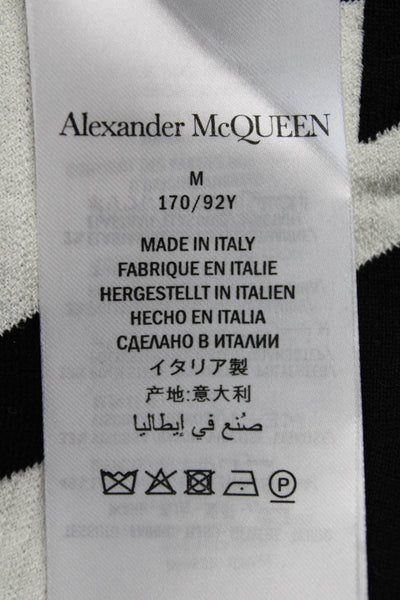 Alexander McQUEEN
M
170/92Y
MADE IN ITALY
FABRIQUE EN ITALIE
HERGESTELLT IN ITALIEN
HECHO EN ITALIA
СДЕЛАНО В ИТАЛИИ
イタリア製
产地:意大利
صُنع في إيطاليا
P